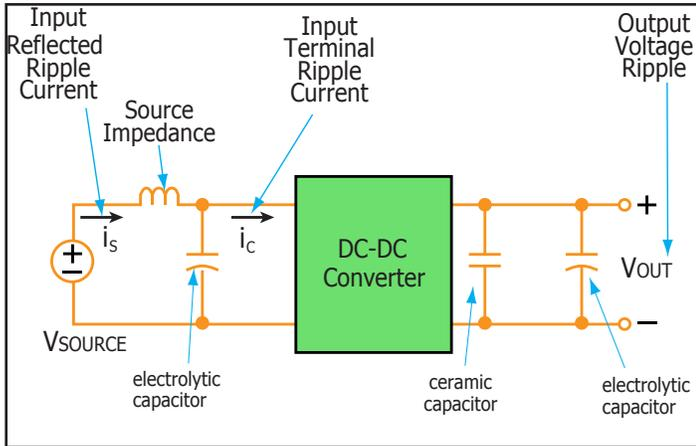 Input
Reflected
Ripple
Current
Source
Impedance
Input
Terminal
Ripple
Current
Output
Voltage
Ripple
iS
iC
+
−
VSOURCE
DC-DC
Converter
+
VOUT
−
electrolytic
capacitor
ceramic
capacitor
electrolytic
capacitor